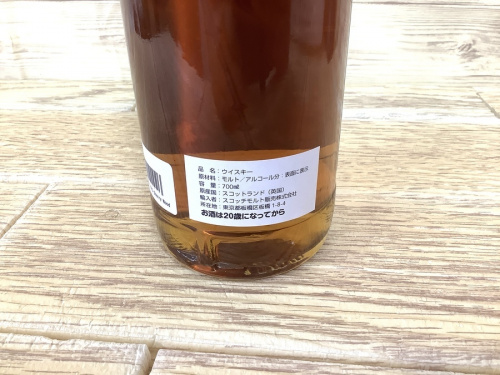 品　名：ウイスキー
原材料：モルト／アルコール分：表面に表示
容　量：700㎖
原産国：スコットランド（英国）
輸入者：スコッチモルト販売株式会社
所在地：東京都板橋区板橋 1-8-4
お酒は20歳になってから